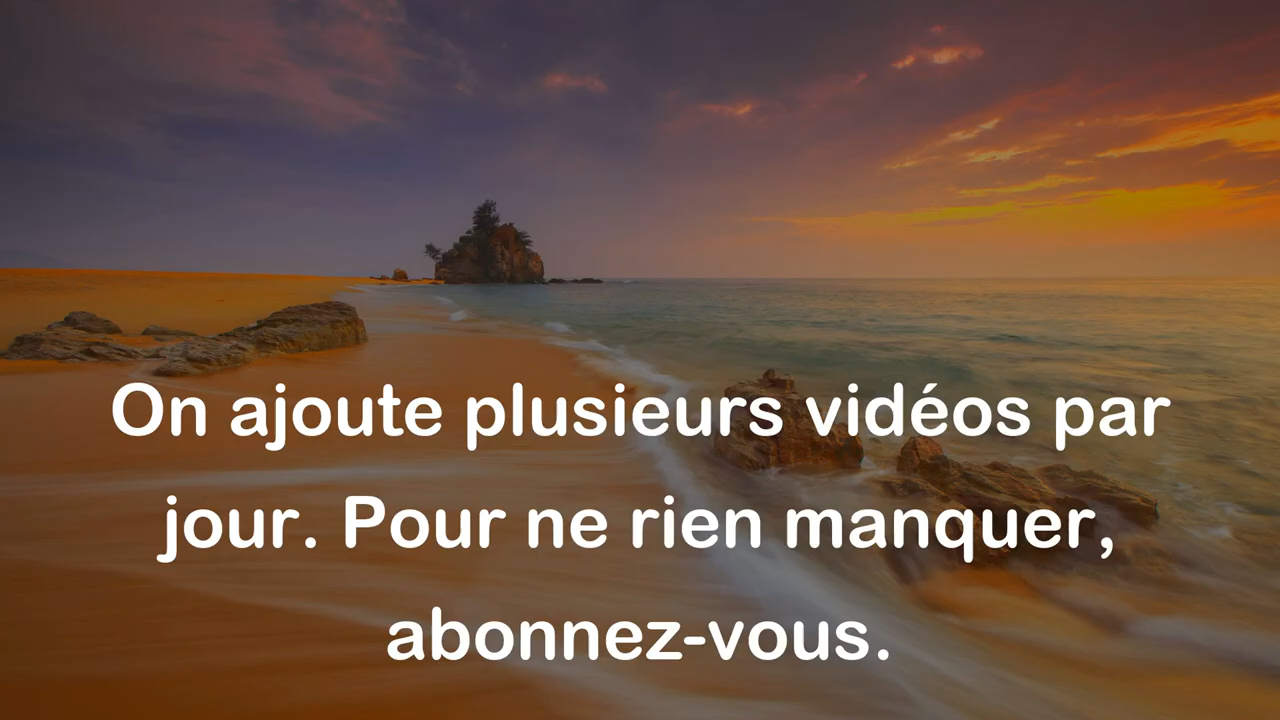 On ajoute plusieurs vidéos par
jour. Pour ne rien manquer,
abonnez-vous.